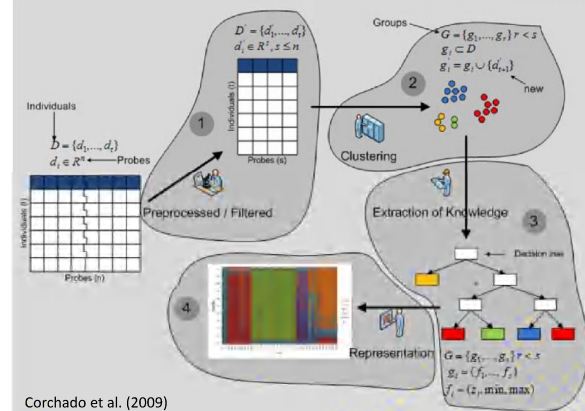 Individuals
D = {d₁,..., dₜ}
dᵢ ∈ Rⁿ
Probes
Individuals (t)
Probes (n)
1
D' = {d'₁,..., d'ₜ}
d'ᵢ ∈ Rˢ, s ≤ n
Individuals (t)
Probes (s)
Preprocessed / Filtered
Groups
G = {g₁,..., gᵣ} r < s
gᵢ ⊂ D
g'ᵢ = gᵢ ∪ {d'ₜ₊₁}
new
2
Clustering
Extraction of Knowledge
3
Decision tree
G = {g₁,..., gᵣ} r < s
gᵢ = (f₁,..., fₛ)
fᵢ = (zᵢ, min, max)
4
Representation
Corchado et al. (2009)